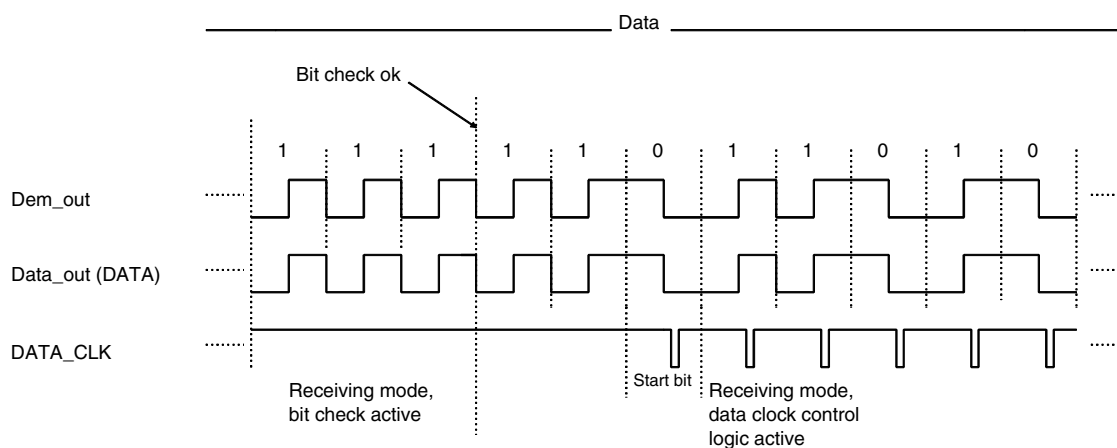 Data
Bit check ok
1 1 1 1 1 0 1 1 0 1 0
Dem_out
Data_out (DATA)
DATA_CLK
Start bit
Receiving mode,
bit check active
Receiving mode,
data clock control
logic active